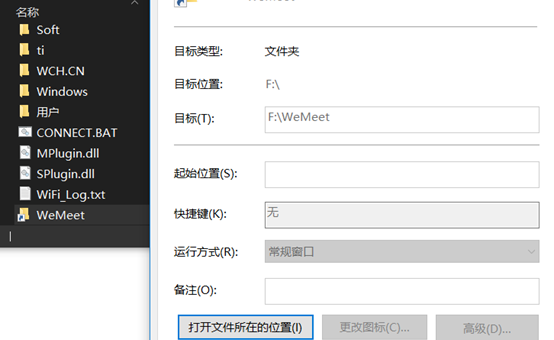 名称
Soft
ti
WCH.CN
Windows
用户
CONNECT.BAT
MPlugin.dll
SPlugin.dll
WiFi_Log.txt
WeMeet
目标类型: 文件夹
目标位置: F:\
目标(T): F:\WeMeet
起始位置(S):
快捷键(K): 无
运行方式(R): 常规窗口
备注(O):
打开文件所在的位置(I) 更改图标(C)... 高级(D)...